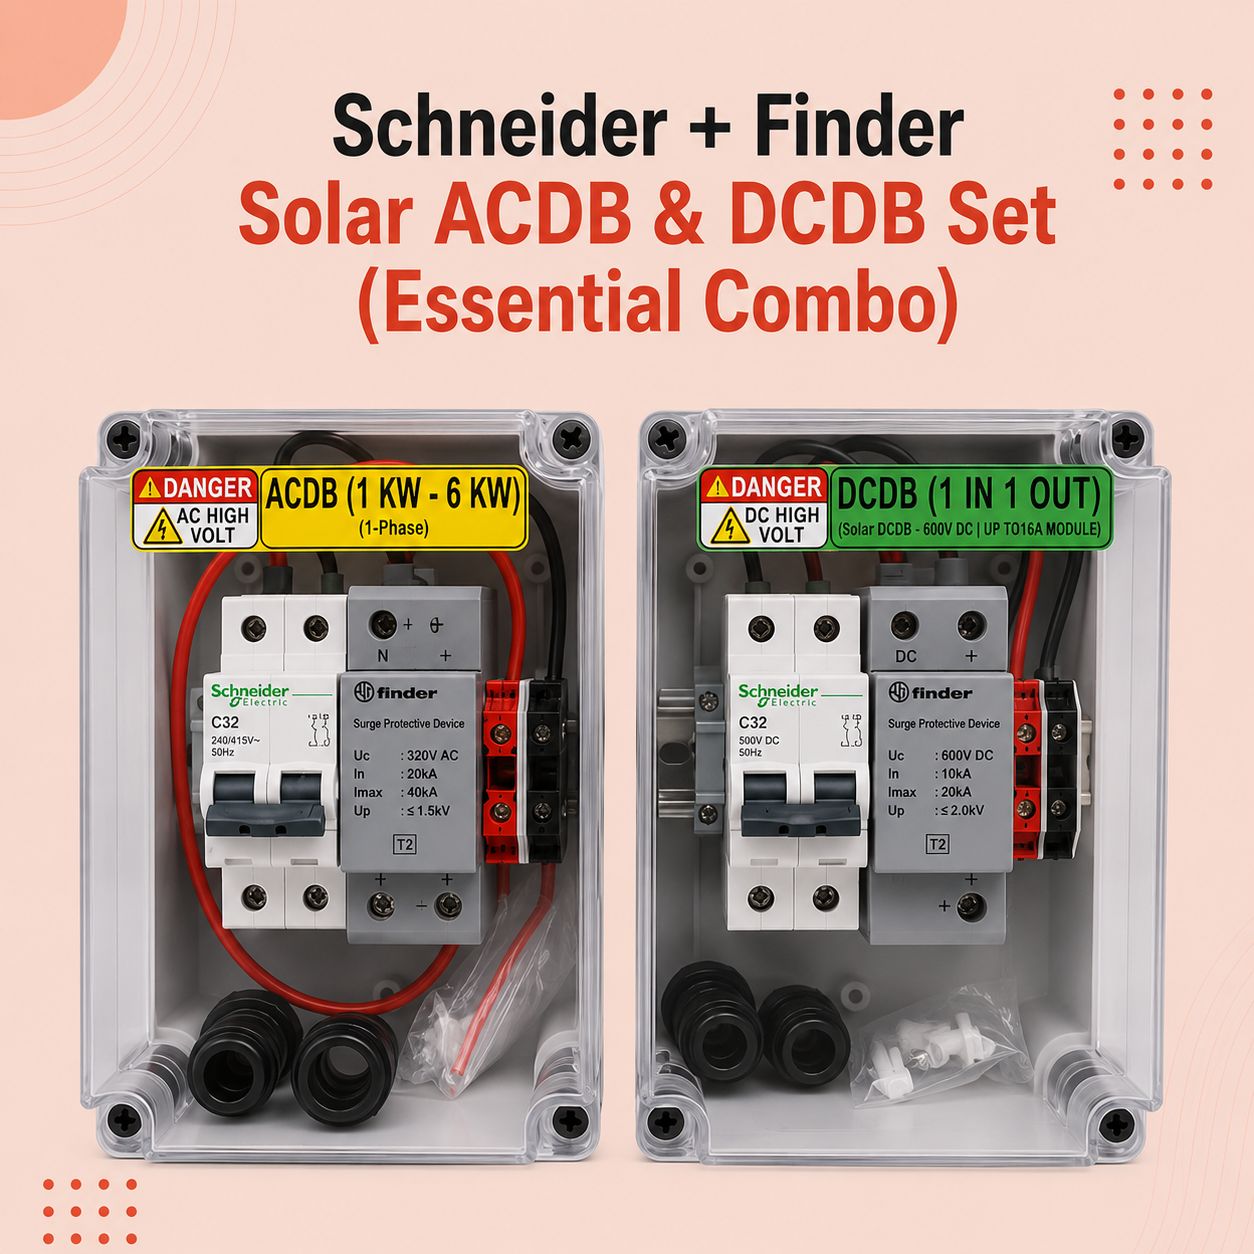 Schneider + Finder
Solar ACDB & DCDB Set
(Essential Combo)
DANGER
AC HIGH
VOLT
ACDB (1 KW - 6 KW)
(1-Phase)
N +
Schneider
Electric
C32
240/415V~
50Hz
finder
Surge Protective Device
Uc : 320V AC
In : 20kA
Imax : 40kA
Up : ≤1.5kV
T2
+ +
-
DANGER
DC HIGH
VOLT
DCDB (1 IN 1 OUT)
(Solar DCDB - 600V DC | UP TO16A MODULE)
DC +
Schneider
Electric
C32
500V DC
50Hz
finder
Surge Protective Device
Uc : 600V DC
In : 10kA
Imax : 20kA
Up : ≤2.0kV
T2
+
+